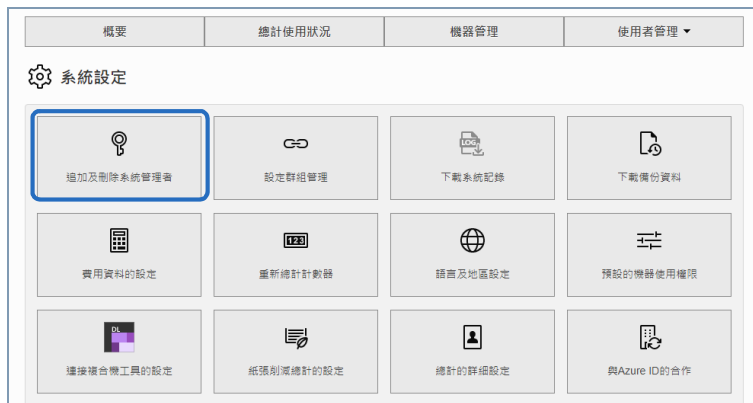 概要 總計使用狀況 機器管理 使用者管理 ▼
系統設定
追加及刪除系統管理者 設定群組管理 下載系統記錄 下載備份資料
LOG
123
費用資料的設定 重新總計計數器 語言及地區設定 預設的機器使用權限
DL
連接複合機工具的設定 紙張削減總計的設定 總計的詳細設定 與Azure ID的合作